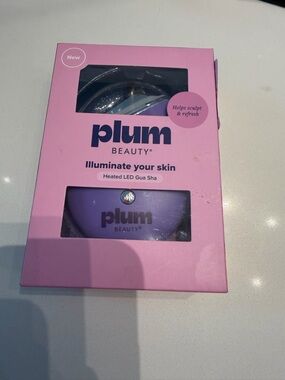 New
Helps sculpt
& refresh
plum
BEAUTY®
Illuminate your skin
Heated LED Gua Sha
plum
BEAUTY®